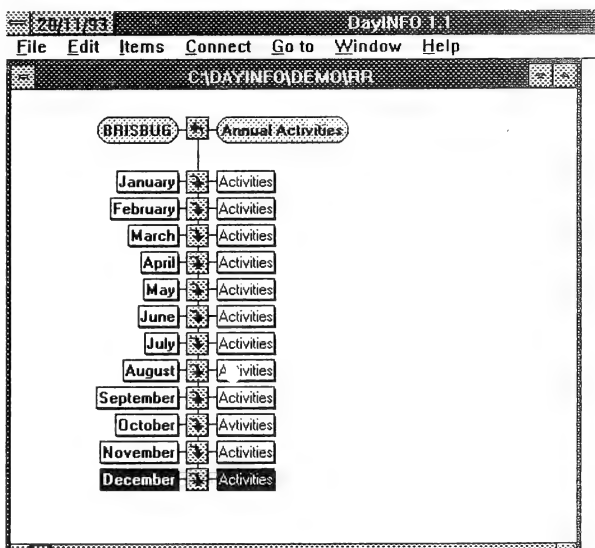 28/11/93 DayINFO 1.1
File Edit Items Connect Go to Window Help
C:\DAYINFO\DEMO\RR
BRISBUG Annual Activities
January Activities
February Activities
March Activities
April Activities
May Activities
June Activities
July Activities
August A ivities
September Activities
October Avtivities
November Activities
December Activities